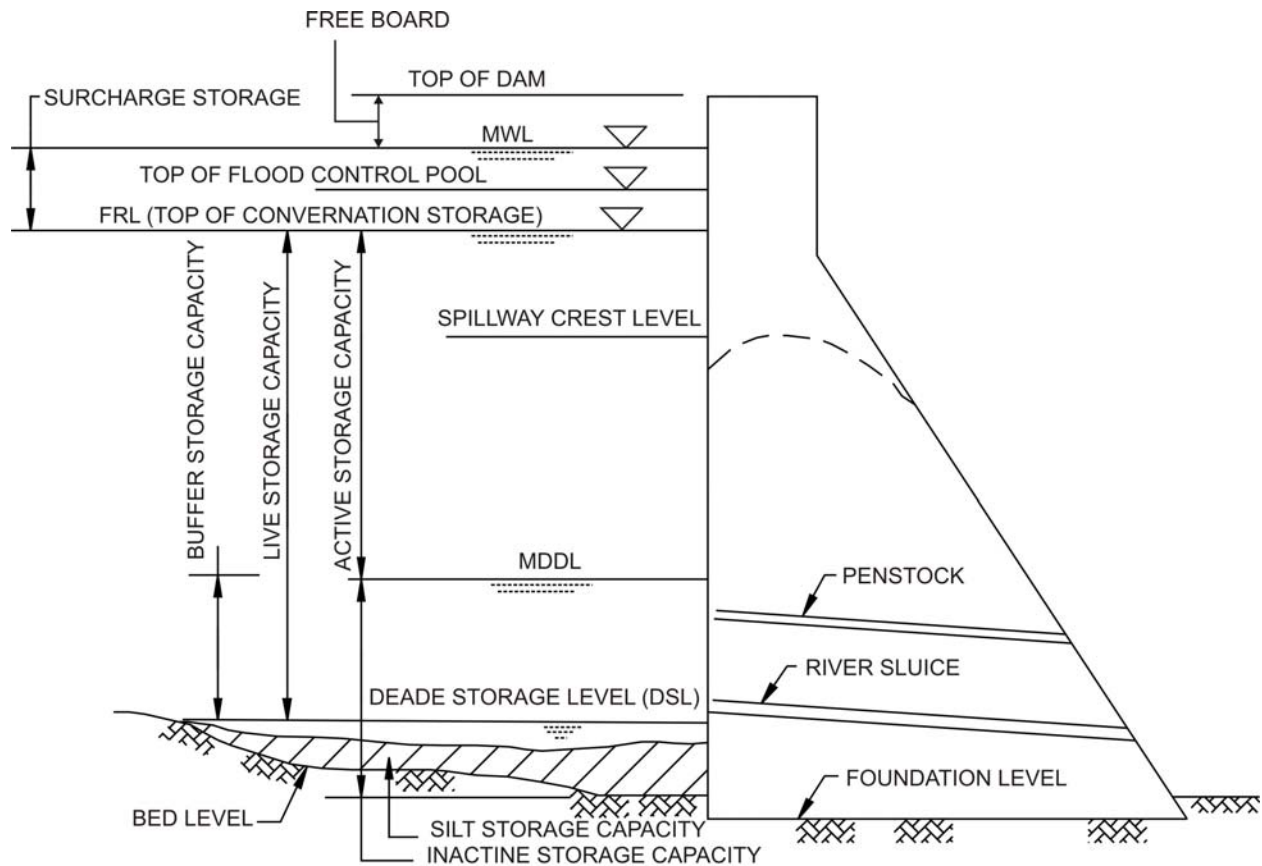 FREE BOARD
TOP OF DAM
SURCHARGE STORAGE
MWL
TOP OF FLOOD CONTROL POOL
FRL (TOP OF CONVERNATION STORAGE)
BUFFER STORAGE CAPACITY
LIVE STORAGE CAPACITY
ACTIVE STORAGE CAPACITY
SPILLWAY CREST LEVEL
MDDL
PENSTOCK
RIVER SLUICE
DEADE STORAGE LEVEL (DSL)
FOUNDATION LEVEL
BED LEVEL
SILT STORAGE CAPACITY
INACTINE STORAGE CAPACITY